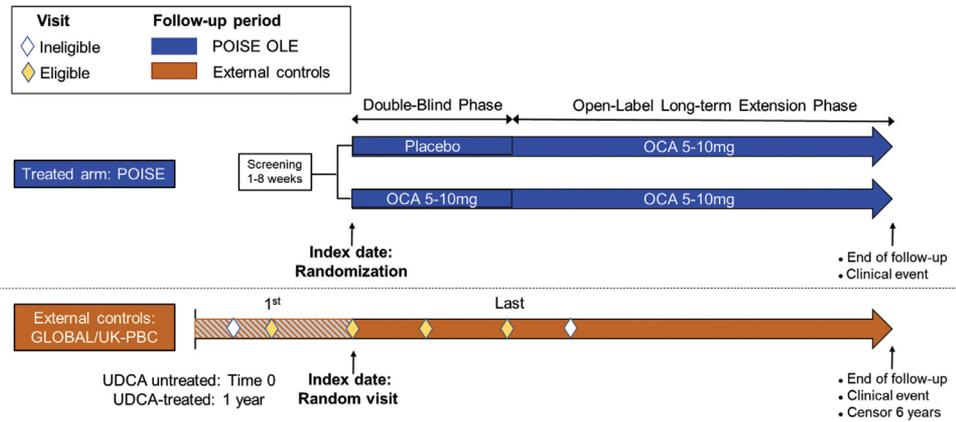 Visit
Follow-up period
Ineligible
POISE OLE
Eligible
External controls
Double-Blind Phase
Open-Label Long-term Extension Phase
Treated arm: POISE
Screening
1-8 weeks
Placebo
OCA 5-10mg
OCA 5-10mg
OCA 5-10mg
Index date:
Randomization
• End of follow-up
• Clinical event
External controls:
GLOBAL/UK-PBC
1st
Last
UDCA untreated: Time 0
UDCA-treated: 1 year
Index date:
Random visit
• End of follow-up
• Clinical event
• Censor 6 years